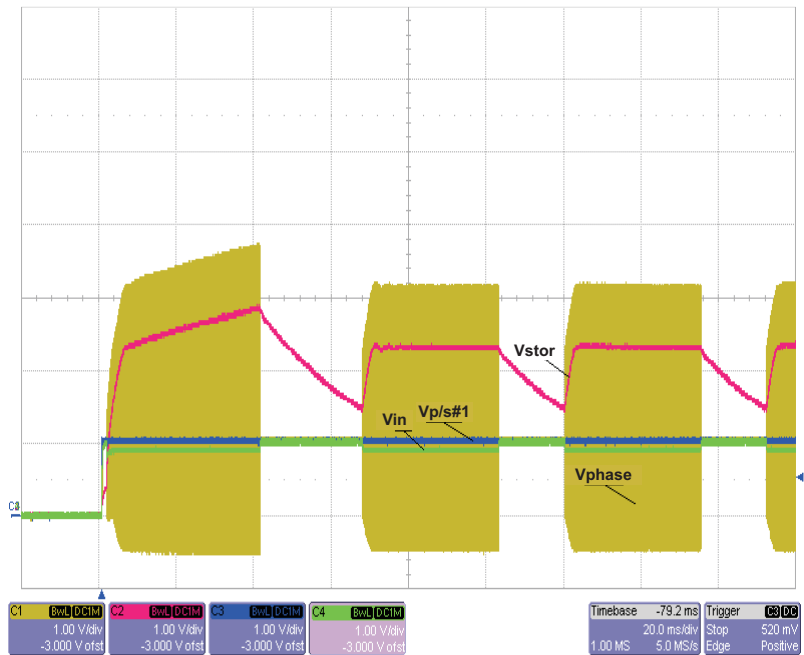 Vstor
Vp/s#1
Vin
Vphase
C3
C1 BwL DC1M
1.00 V/div
-3.000 V ofst
C2 BwL DC1M
1.00 V/div
-3.000 V ofst
C3 BwL DC1M
1.00 V/div
-3.000 V ofst
C4 BwL DC1M
1.00 V/div
-3.000 V ofst
Timebase -79.2 ms
20.0 ms/div
1.00 MS 5.0 MS/s
Trigger C3 DC
Stop 520 mV
Edge Positive